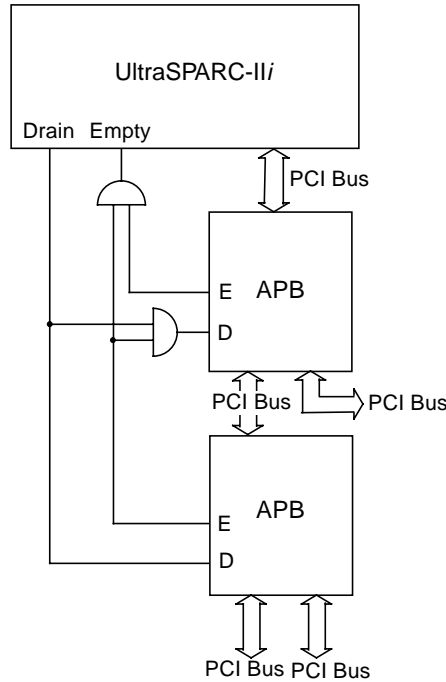 UltraSPARC-IIi
Drain Empty
PCI Bus
E
APB
D
PCI Bus
PCI Bus
E
APB
D
PCI Bus PCI Bus